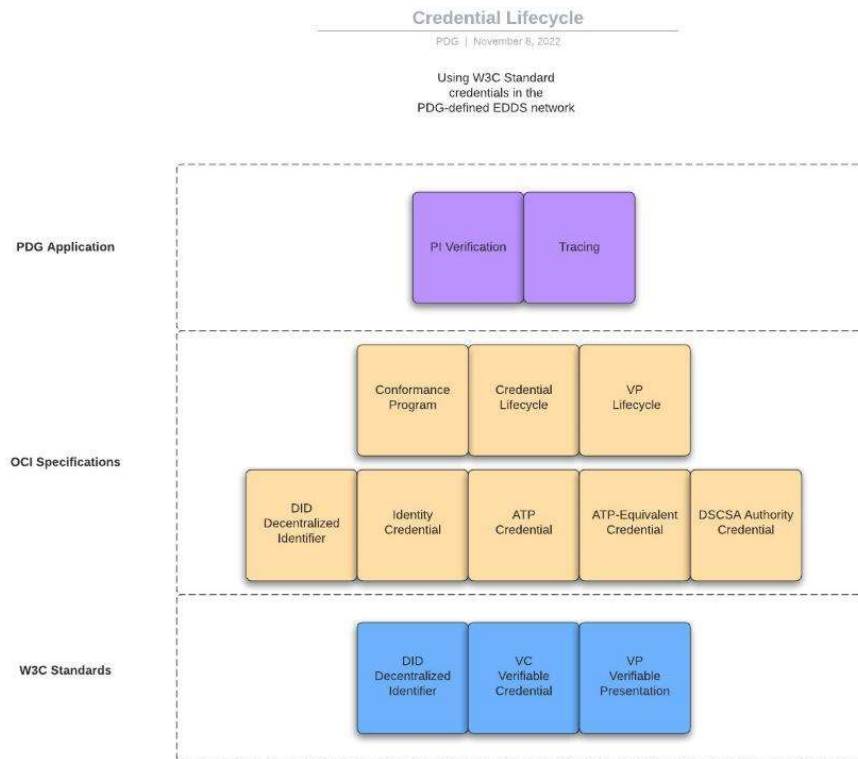 Credential Lifecycle
PDG | November 8, 2022
Using W3C Standard
credentials in the
PDG-defined EDDS network
PDG Application
PI Verification
Tracing
OCI Specifications
Conformance
Program
Credential
Lifecycle
VP
Lifecycle
DID
Decentralized
Identifier
Identity
Credential
ATP
Credential
ATP-Equivalent
Credential
DSCSA Authority
Credential
W3C Standards
DID
Decentralized
Identifier
VC
Verifiable
Credential
VP
Verifiable
Presentation